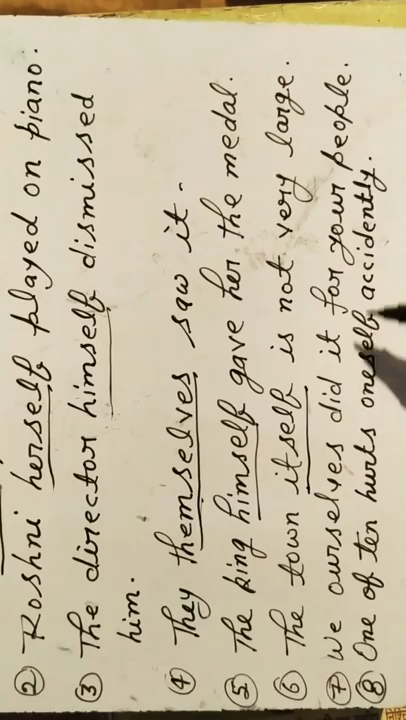 ② Roshni herself played on piano.
③ The director himself dismissed
him.
④ They themselves saw it.
⑤ The king himself gave her the medal.
⑥ The town itself is not very large.
⑦ We ourselves did it for your people.
⑧ One of ten hurts oneself accidently.